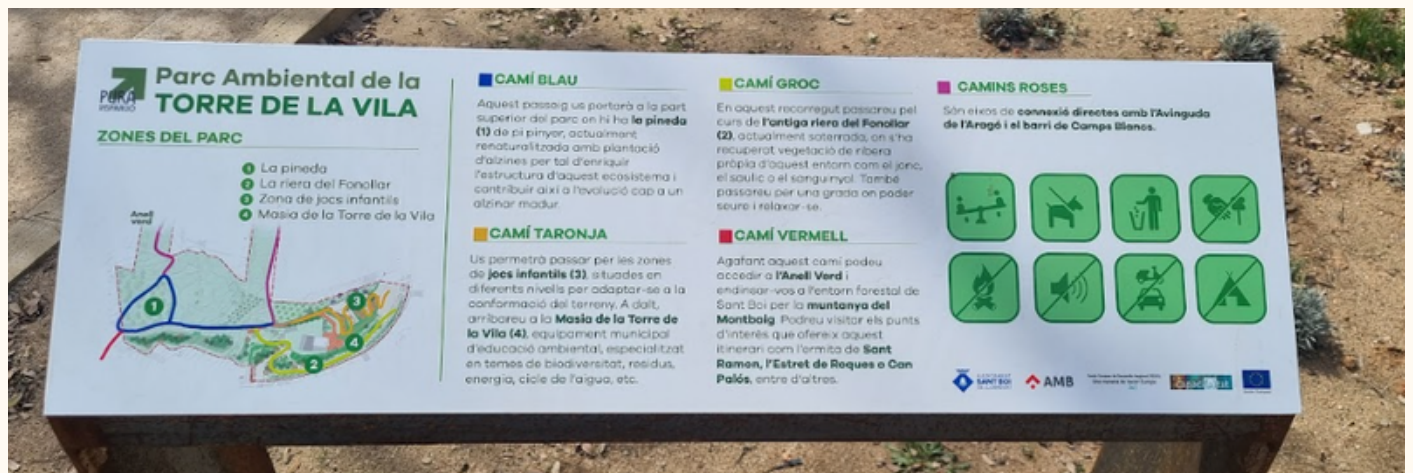 PURA
DISPARADO
Parc Ambiental de la
TORRE DE LA VILA
ZONES DEL PARC
1 La pineda
2 La riera del Fonollar
3 Zona de jocs infantils
4 Masia de la Torre de la Vila
Anell
verd
1
2
3
4
CAMÍ BLAU
Aquest passeig us portarà a la part
superior del parc on hi ha la pineda
(1) de pi pinyer, actualment
renaturalitzada amb plantació
d'alzines per tal d'enriquir
l'estructura d'aquest ecosistema i
contribuir així a l'evolució cap a un
alzinar madur.
CAMÍ TARONJA
Us permetrà passar per les zones
de jocs infantils (3), situades en
diferents nivells per adaptar-se a la
conformació del terreny. A dalt,
arribareu a la Masia de la Torre de
la Vila (4), equipament municipal
d'educació ambiental, especialitzat
en temes de biodiversitat, residus,
energia, cicle de l'aigua, etc.
CAMÍ GROC
En aquest recorregut passareu pel
curs de l'antiga riera del Fonollar
(2), actualment soterrada, on s'ha
recuperat vegetació de ribera
pròpia d'aquest entorn com el jonc,
el saulic o el sanguinyol. També
passareu per una grada on poder
seure i relaxar-se.
CAMÍ VERMELL
Agafant aquest camí podeu
accedir a l'Anell Verd i
endinsar-vos a l'entorn forestal de
Sant Boi per la muntanya del
Montbaig. Podreu visitar els punts
d'interès que ofereix aquest
itinerari com l'ermita de Sant
Ramon, l'Estret de Roques o Can
Palós, entre d'altres.
CAMINS ROSES
Són eixos de connexió directes amb l'Avinguda
de l'Aragó i el barri de Camps Blancs.
AJUNTAMENT
SANT BOI
DE LLOBREGAT
AMB